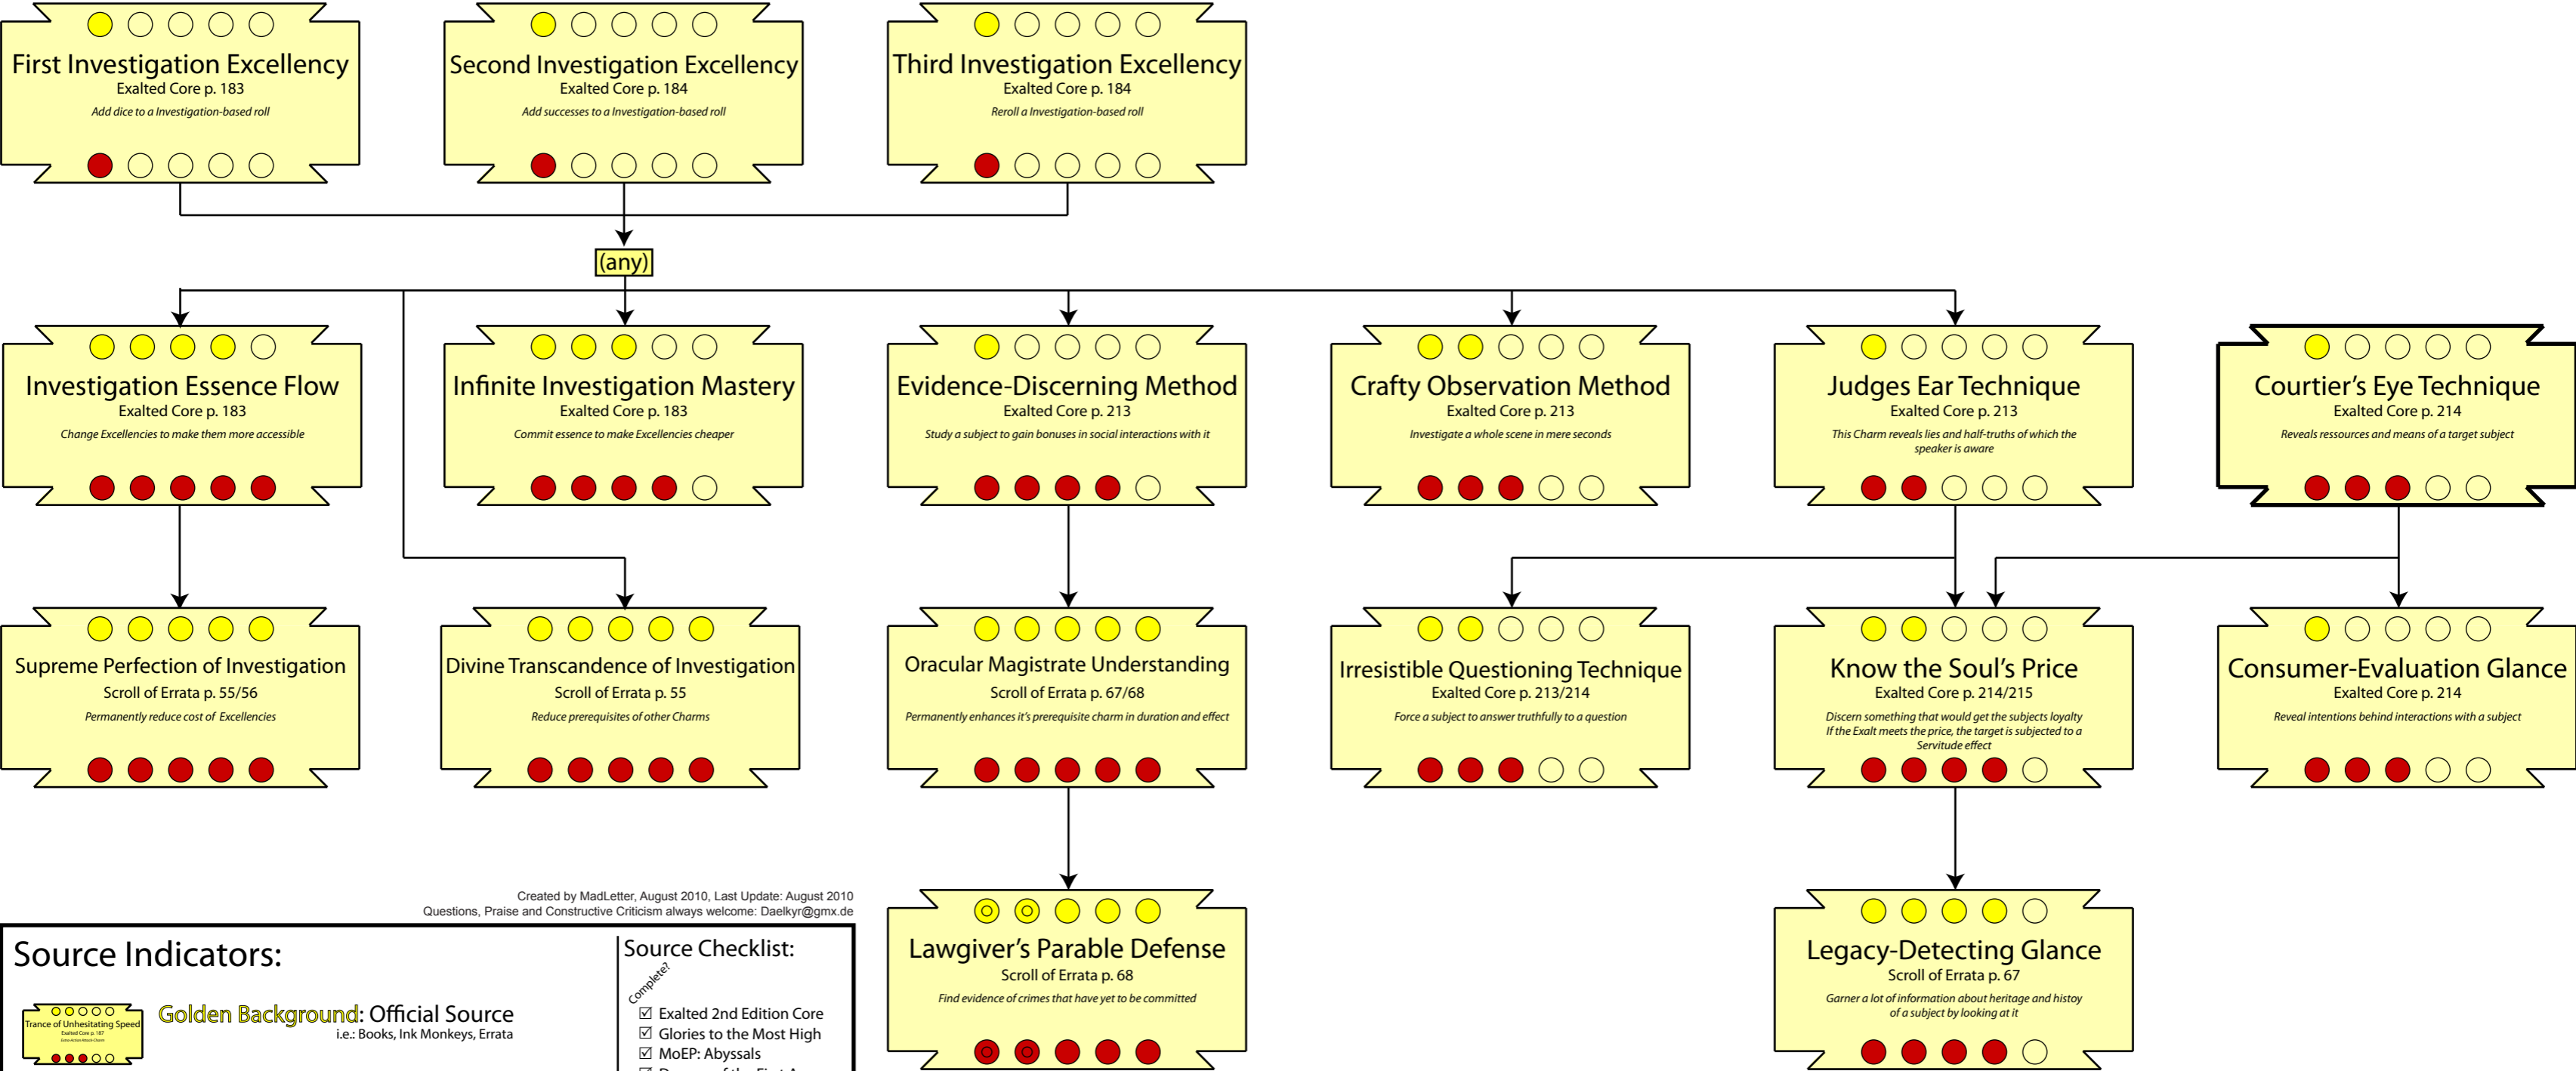 First Investigation Excellency
Exalted Core p. 183
Add dice to a Investigation-based roll
Second Investigation Excellency
Exalted Core p. 184
Add successes to a Investigation-based roll
Third Investigation Excellency
Exalted Core p. 184
Reroll a Investigation-based roll
(any)
Investigation Essence Flow
Exalted Core p. 183
Change Excellencies to make them more accessible
Infinite Investigation Mastery
Exalted Core p. 183
Commit essence to make Excellencies cheaper
Evidence-Discerning Method
Exalted Core p. 213
Study a subject to gain bonuses in social interactions with it
Crafty Observation Method
Exalted Core p. 213
Investigate a whole scene in mere seconds
Judges Ear Technique
Exalted Core p. 213
This Charm reveals lies and half-truths of which the
speaker is aware
Courtier's Eye Technique
Exalted Core p. 214
Reveals ressources and means of a target subject
Supreme Perfection of Investigation
Scroll of Errata p. 55/56
Permanently reduce cost of Excellencies
Divine Transcandence of Investigation
Scroll of Errata p. 55
Reduce prerequisites of other Charms
Oracular Magistrate Understanding
Scroll of Errata p. 67/68
Permanently enhances it's prerequisite charm in duration and effect
Irresistible Questioning Technique
Exalted Core p. 213/214
Force a subject to answer truthfully to a question
Know the Soul's Price
Exalted Core p. 214/215
Discern something that would get the subjects loyalty
If the Exalt meets the price, the target is subjected to a
Servitude effect
Consumer-Evaluation Glance
Exalted Core p. 214
Reveal intentions behind interactions with a subject
Lawgiver's Parable Defense
Scroll of Errata p. 68
Find evidence of crimes that have yet to be committed
Legacy-Detecting Glance
Scroll of Errata p. 67
Garner a lot of information about heritage and histoy
of a subject by looking at it
Created by MadLetter, August 2010, Last Update: August 2010
Questions, Praise and Constructive Criticism always welcome: Daelkyr@gmx.de
Source Indicators:
Trance of Unhesitating Speed
Exalted Core p. 187
Extra-Action-Attack-Charm
Golden Background: Official Source
i.e.: Books, Ink Monkeys, Errata
Source Checklist:
Complete?
☑ Exalted 2nd Edition Core
☑ Glories to the Most High
☑ MoEP: Abyssals